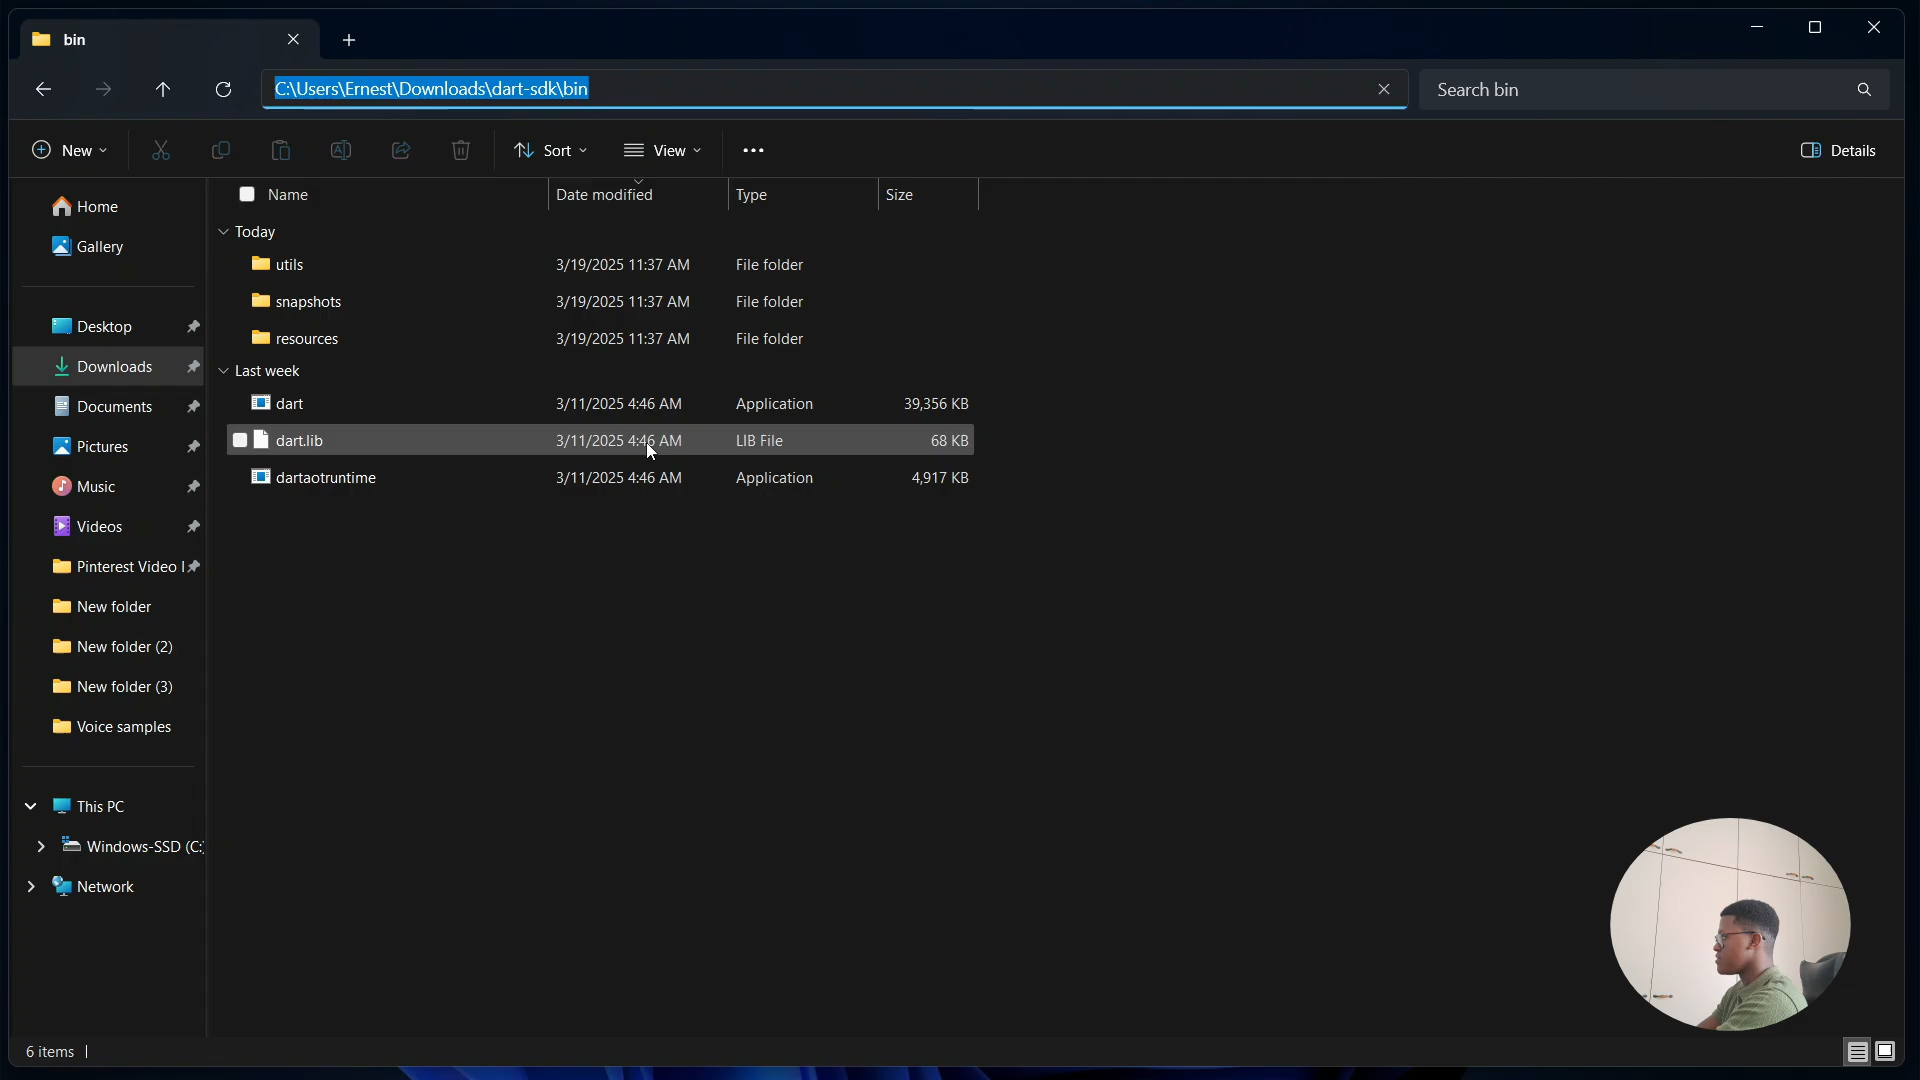 bin
C:\Users\Ernest\Downloads\dart-sdk\bin
Search bin
New
Sort
View
Details
Name Date modified Type Size
Home
Gallery
Desktop
Downloads
Documents
Pictures
Music
Videos
Pinterest Video I
New folder
New folder (2)
New folder (3)
Voice samples
This PC
Windows-SSD (C:)
Network
Today
utils 3/19/2025 11:37 AM File folder
snapshots 3/19/2025 11:37 AM File folder
resources 3/19/2025 11:37 AM File folder
Last week
dart 3/11/2025 4:46 AM Application 39,356 KB
dart.lib 3/11/2025 4:46 AM LIB File 68 KB
dartaotruntime 3/11/2025 4:46 AM Application 4,917 KB
6 items